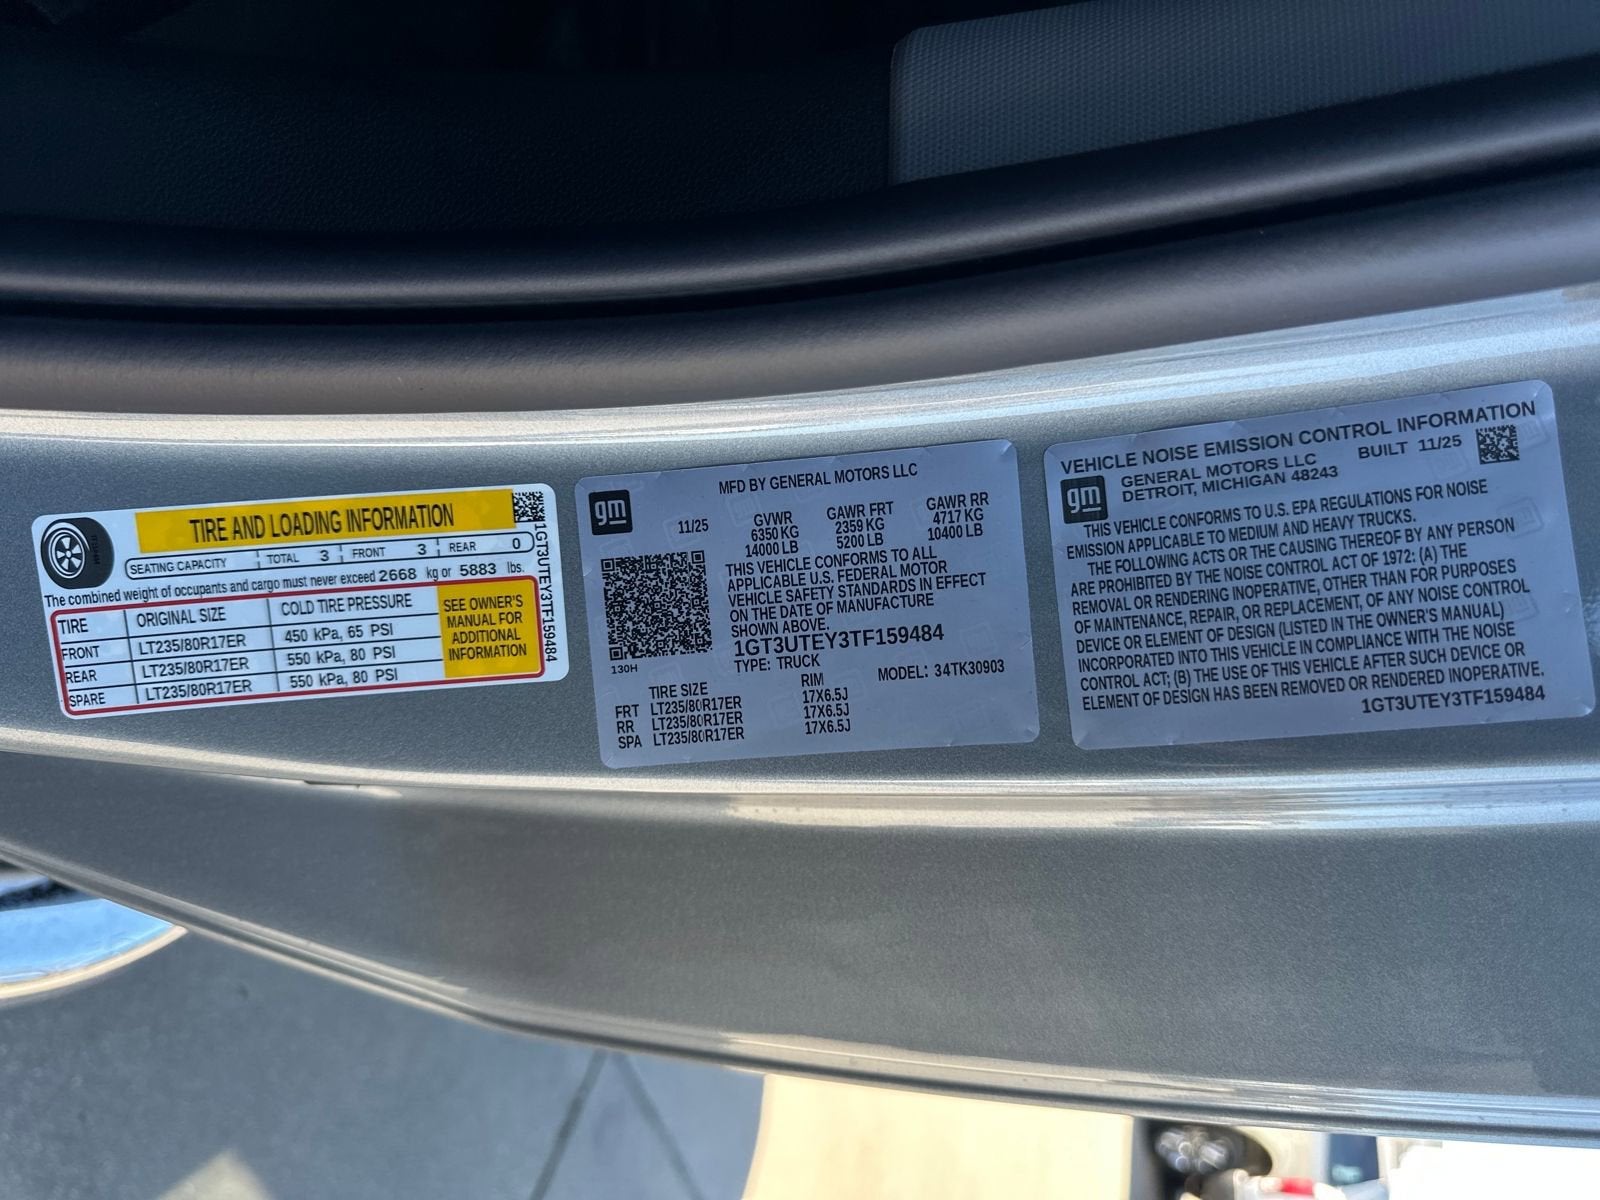 TIRE AND LOADING INFORMATION
SEATING CAPACITY TOTAL 3 FRONT 3 REAR 0
The combined weight of occupants and cargo must never exceed 2668 kg or 5883 lbs.
TIRE ORIGINAL SIZE COLD TIRE PRESSURE
FRONT LT235/80R17ER 450 kPa, 65 PSI
REAR LT235/80R17ER 550 kPa, 80 PSI
SPARE LT235/80R17ER 550 kPa, 80 PSI
SEE OWNER'S
MANUAL FOR
ADDITIONAL
INFORMATION
1GT3UTEY3TF159484
gm
MFD BY GENERAL MOTORS LLC
11/25 GVWR GAWR FRT GAWR RR
6350 KG 2359 KG 4717 KG
14000 LB 5200 LB 10400 LB
THIS VEHICLE CONFORMS TO ALL
APPLICABLE U.S. FEDERAL MOTOR
VEHICLE SAFETY STANDARDS IN EFFECT
ON THE DATE OF MANUFACTURE
SHOWN ABOVE.
1GT3UTEY3TF159484
130H
TYPE: TRUCK MODEL: 34TK30903
TIRE SIZE RIM
FRT LT235/80R17ER 17X6.5J
RR LT235/80R17ER 17X6.5J
SPA LT235/80R17ER 17X6.5J
VEHICLE NOISE EMISSION CONTROL INFORMATION
gm
GENERAL MOTORS LLC BUILT 11/25
DETROIT, MICHIGAN 48243
THIS VEHICLE CONFORMS TO U.S. EPA REGULATIONS FOR NOISE
EMISSION APPLICABLE TO MEDIUM AND HEAVY TRUCKS.
THE FOLLOWING ACTS OR THE CAUSING THEREOF BY ANY PERSON
ARE PROHIBITED BY THE NOISE CONTROL ACT OF 1972: (A) THE
REMOVAL OR RENDERING INOPERATIVE, OTHER THAN FOR PURPOSES
OF MAINTENANCE, REPAIR, OR REPLACEMENT, OF ANY NOISE CONTROL
DEVICE OR ELEMENT OF DESIGN (LISTED IN THE OWNER'S MANUAL)
INCORPORATED INTO THIS VEHICLE IN COMPLIANCE WITH THE NOISE
CONTROL ACT; (B) THE USE OF THIS VEHICLE AFTER SUCH DEVICE OR
ELEMENT OF DESIGN HAS BEEN REMOVED OR RENDERED INOPERATIVE.
1GT3UTEY3TF159484